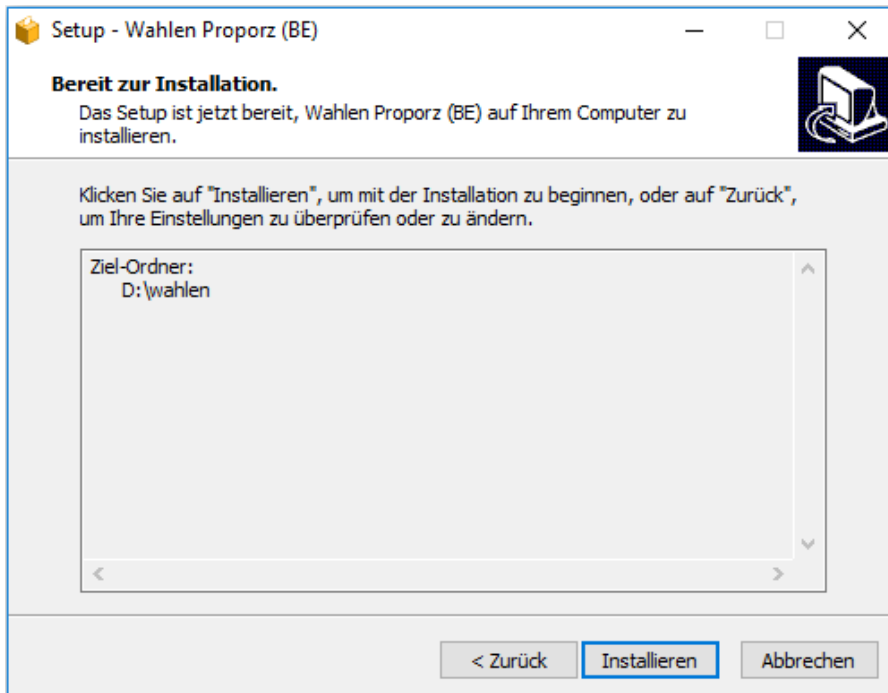 Setup - Wahlen Proporz (BE)
Bereit zur Installation.
Das Setup ist jetzt bereit, Wahlen Proporz (BE) auf Ihrem Computer zu
installieren.
Klicken Sie auf "Installieren", um mit der Installation zu beginnen, oder auf "Zurück",
um Ihre Einstellungen zu überprüfen oder zu ändern.
Ziel-Ordner:
D:\wahlen
< Zurück
Installieren
Abbrechen